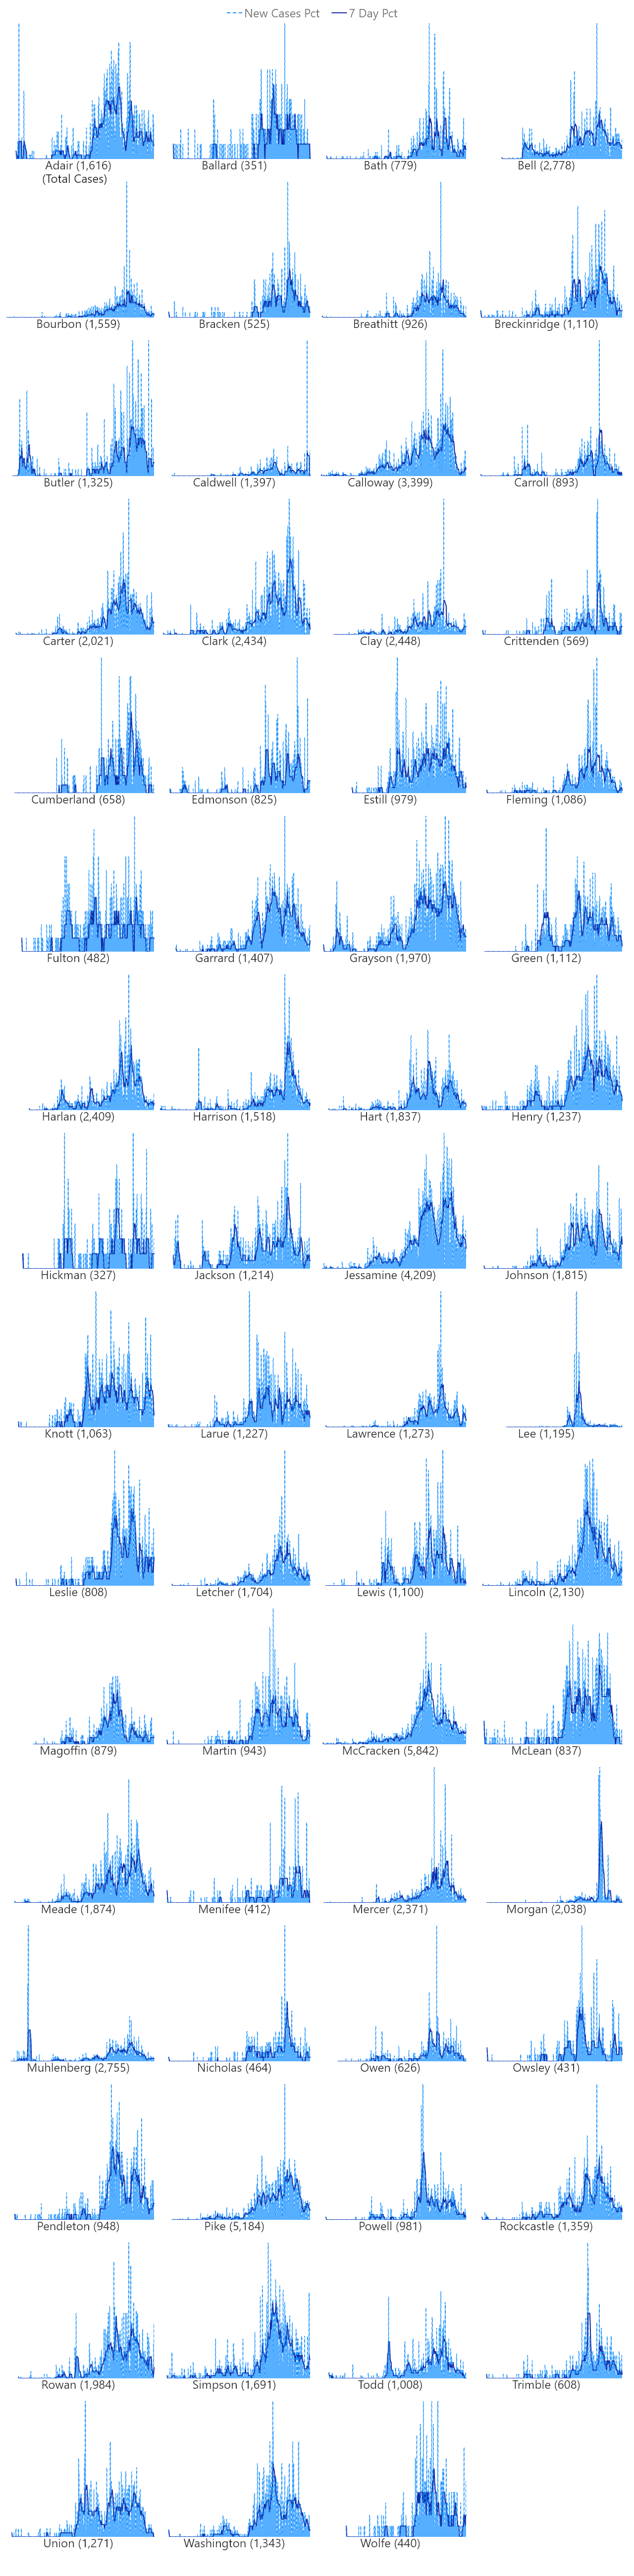 New Cases Pct 7 Day Pct
Adair (1,616) Ballard (351) Bath (779) Bell (2,778)
(Total Cases)
Bourbon (1,559) Bracken (525) Breathitt (926) Breckinridge (1,110)
Butler (1,325) Caldwell (1,397) Calloway (3,399) Carroll (893)
Carter (2,021) Clark (2,434) Clay (2,448) Crittenden (569)
Cumberland (658) Edmonson (825) Estill (979) Fleming (1,086)
Fulton (482) Garrard (1,407) Grayson (1,970) Green (1,112)
Harlan (2,409) Harrison (1,518) Hart (1,837) Henry (1,237)
Hickman (327) Jackson (1,214) Jessamine (4,209) Johnson (1,815)
Knott (1,063) Larue (1,227) Lawrence (1,273) Lee (1,195)
Leslie (808) Letcher (1,704) Lewis (1,100) Lincoln (2,130)
Magoffin (879) Martin (943) McCracken (5,842) McLean (837)
Meade (1,874) Menifee (412) Mercer (2,371) Morgan (2,038)
Muhlenberg (2,755) Nicholas (464) Owen (626) Owsley (431)
Pendleton (948) Pike (5,184) Powell (981) Rockcastle (1,359)
Rowan (1,984) Simpson (1,691) Todd (1,008) Trimble (608)
Union (1,271) Washington (1,343) Wolfe (440)